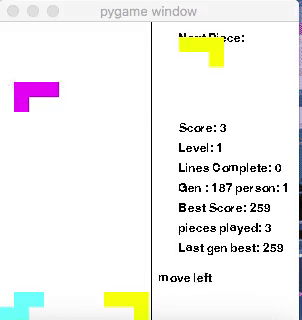 pygame window
Next Piece:
Score: 3
Level: 1
Lines Complete: 0
Gen : 187 person: 1
Best Score: 259
pieces played: 3
Last gen best: 259
move left